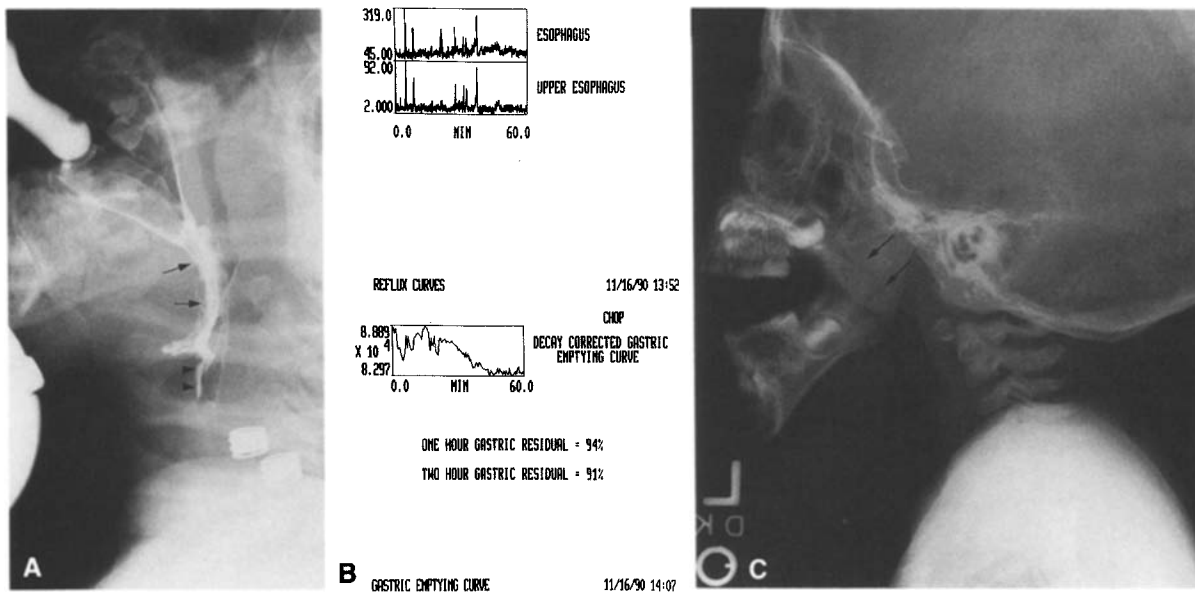 319.0
ESOPHAGUS
45.00
92.00
UPPER ESOPHAGUS
2.000
0.0 MIN 60.0
REFLUX CURVES 11/16/90 13:52
CHOP
8.889
DECAY CORRECTED GASTRIC
X 10 4
EMPTYING CURVE
8.297
0.0 MIN 60.0
ONE HOUR GASTRIC RESIDUAL = 94%
TWO HOUR GASTRIC RESIDUAL = 91%
GASTRIC EMPTYING CURVE 11/16/90 14:07
A
B
L
DK
C